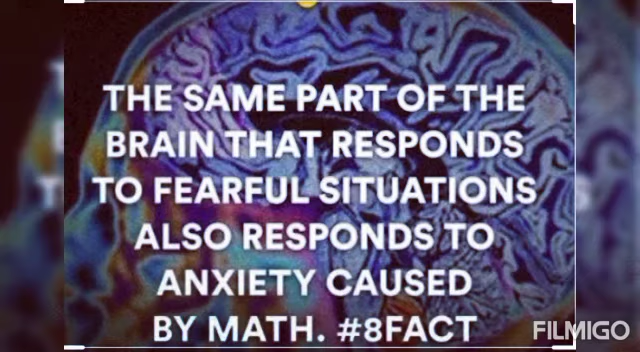 THE SAME PART OF THE
BRAIN THAT RESPONDS
TO FEARFUL SITUATIONS
ALSO RESPONDS TO
ANXIETY CAUSED
BY MATH. #8FACT
FILMIGO